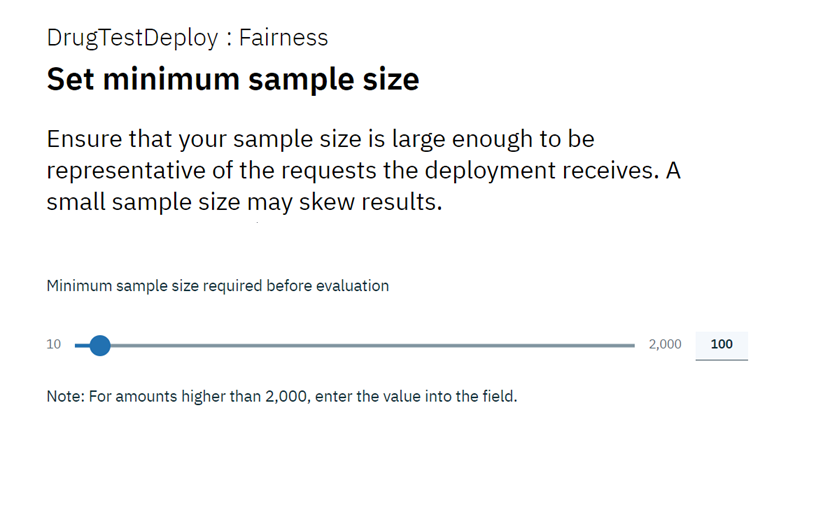 DrugTestDeploy : Fairness
Set minimum sample size
Ensure that your sample size is large enough to be
representative of the requests the deployment receives. A
small sample size may skew results.
Minimum sample size required before evaluation
10 2,000 100
Note: For amounts higher than 2,000, enter the value into the field.